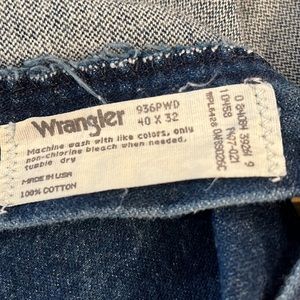 Wrangler
936PWD
40 X 32
Machine wash with like colors, only
non-chlorine bleach when needed,
tumble dry
MADE IN USA
100% COTTON